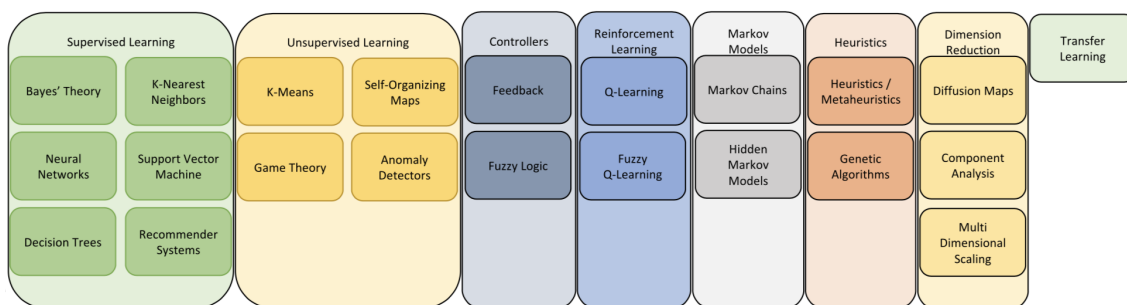 Supervised Learning
Bayes' Theory
K-Nearest
Neighbors
Neural
Networks
Support Vector
Machine
Decision Trees
Recommender
Systems
Unsupervised Learning
K-Means
Self-Organizing
Maps
Game Theory
Anomaly
Detectors
Controllers
Feedback
Fuzzy Logic
Reinforcement
Learning
Q-Learning
Fuzzy
Q-Learning
Markov
Models
Markov Chains
Hidden
Markov
Models
Heuristics
Heuristics /
Metaheuristics
Genetic
Algorithms
Dimension
Reduction
Diffusion Maps
Component
Analysis
Multi
Dimensional
Scaling
Transfer
Learning